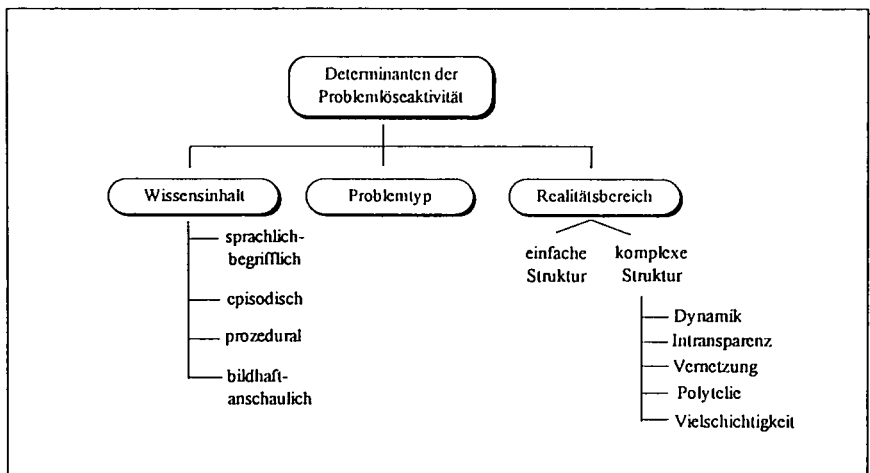 Determinanten der
Problemlöseaktivität
Wissensinhalt
Problemtyp
Realitätsbereich
sprachlich-
begrifflich
episodisch
prozedural
bildhaft-
anschaulich
einfache
Struktur
komplexe
Struktur
Dynamik
Intransparenz
Vernetzung
Polytelie
Vielschichtigkeit